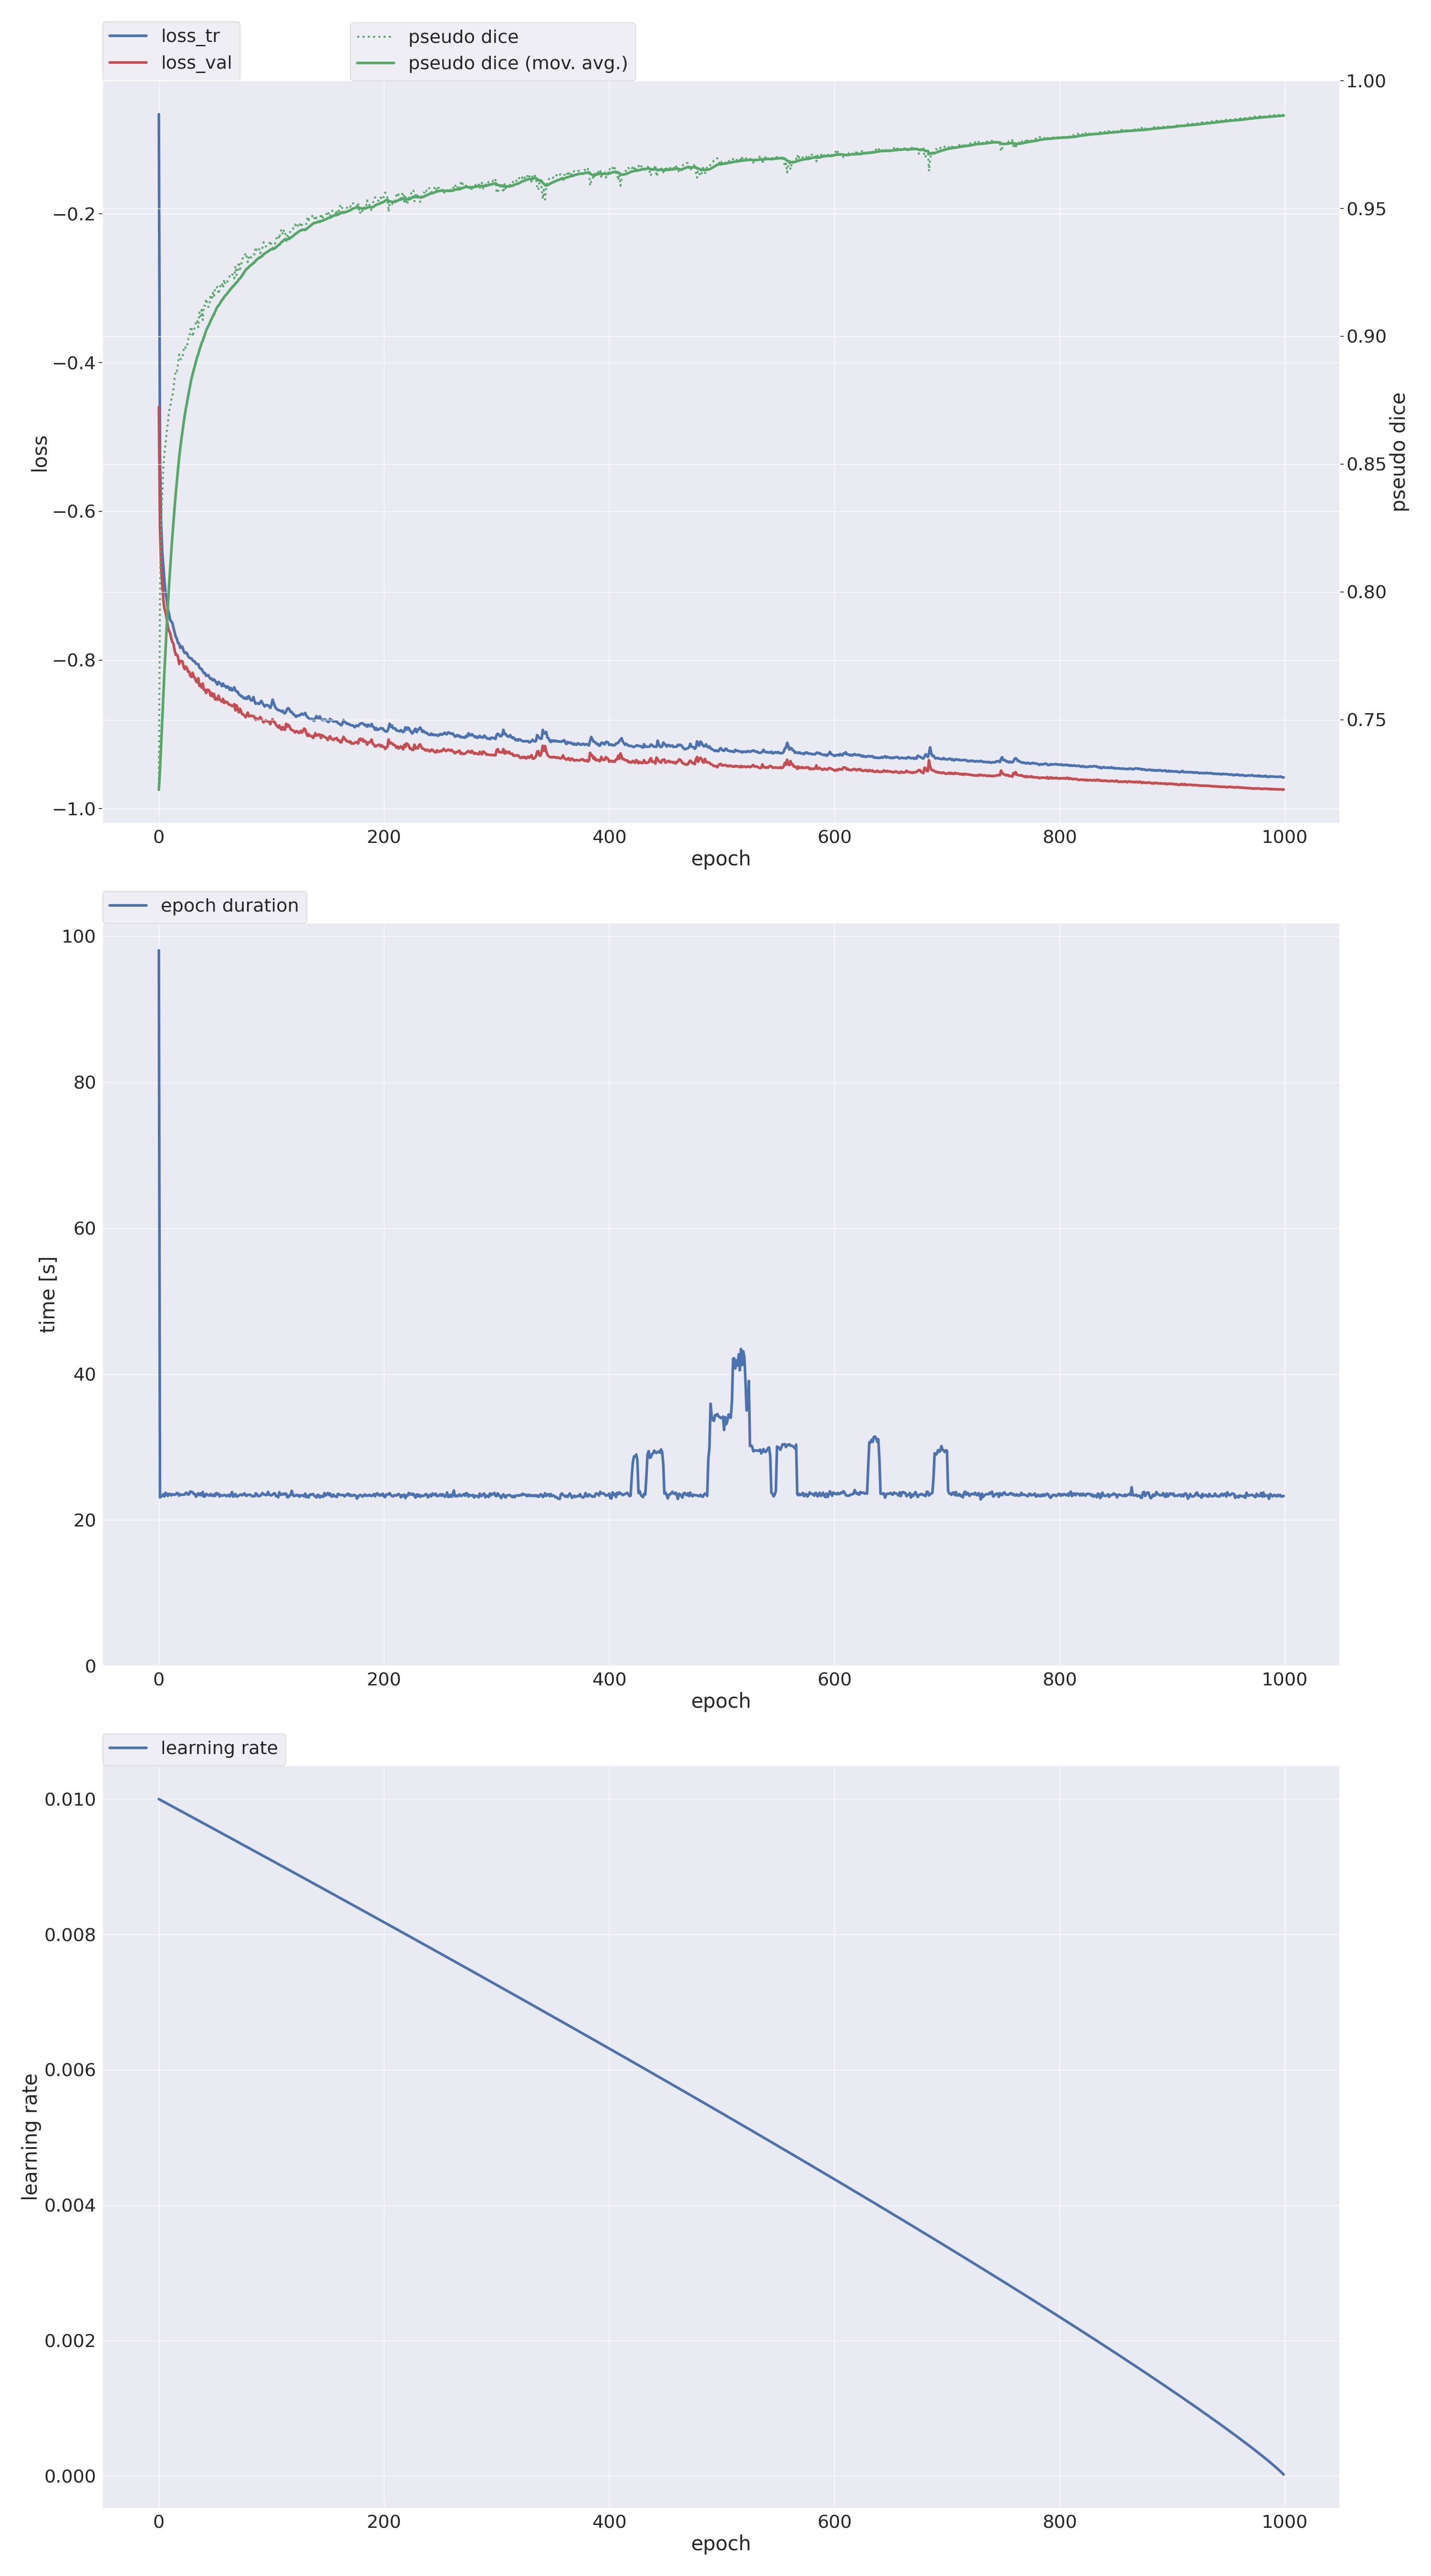 loss_tr
loss_val
pseudo dice
pseudo dice (mov. avg.)
1.00
0.95
0.90
0.85
0.80
0.75
pseudo dice
−0.2
−0.4
−0.6
−0.8
−1.0
loss
0 200 400 600 800 1000
epoch
epoch duration
100
80
60
40
20
0
time [s]
0 200 400 600 800 1000
epoch
learning rate
0.010
0.008
0.006
0.004
0.002
0.000
learning rate
0 200 400 600 800 1000
epoch